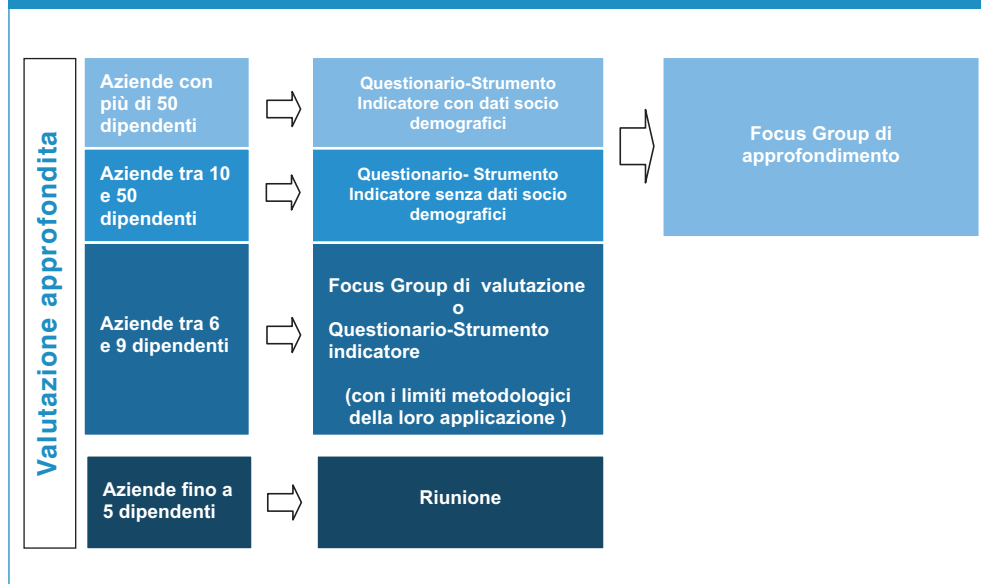 Valutazione approfondita
Aziende con
più di 50
dipendenti
Questionario-Strumento
Indicatore con dati socio
demografici
Focus Group di
approfondimento
Aziende tra 10
e 50
dipendenti
Questionario- Strumento
Indicatore senza dati socio
demografici
Aziende tra 6
e 9 dipendenti
Focus Group di valutazione
o
Questionario-Strumento
indicatore
(con i limiti metodologici
della loro applicazione )
Aziende fino a
5 dipendenti
Riunione